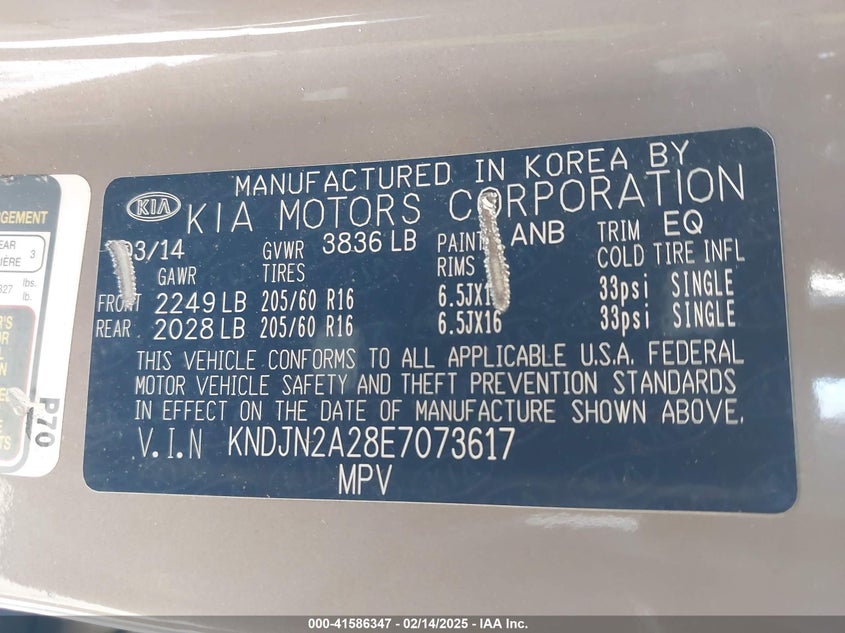 MANUFACTURED IN KOREA BY
KIA KIA MOTORS CORPORATION
03/14 GVWR 3836 LB PAINT ANB TRIM EQ
GAWR TIRES RIMS COLD TIRE INFL
FRONT 2249 LB 205/60 R16 33psi SINGLE
REAR 2028 LB 205/60 R16 6.5JX16 33psi SINGLE
THIS VEHICLE CONFORMS TO ALL APPLICABLE U.S.A. FEDERAL
MOTOR VEHICLE SAFETY AND THEFT PREVENTION STANDARDS
IN EFFECT ON THE DATE OF MANUFACTURE SHOWN ABOVE.
V.I.N KNDJN2A28E7073617
MPV
P70
000-41586347 - 02/14/2025 - IAA Inc.